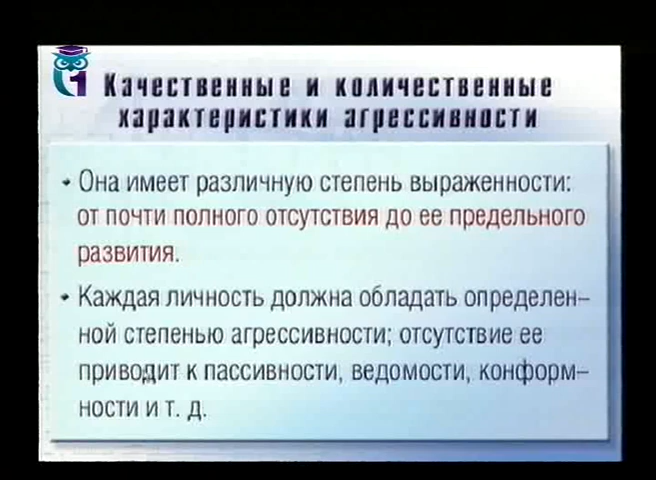 1
Качественные и количественные
характеристики агрессивности
• Она имеет различную степень выраженности:
от почти полного отсутствия до ее предельного
развития.
• Каждая личность должна обладать определен–
ной степенью агрессивности; отсутствие ее
приводит к пассивности, ведомости, конформ–
ности и т. д.